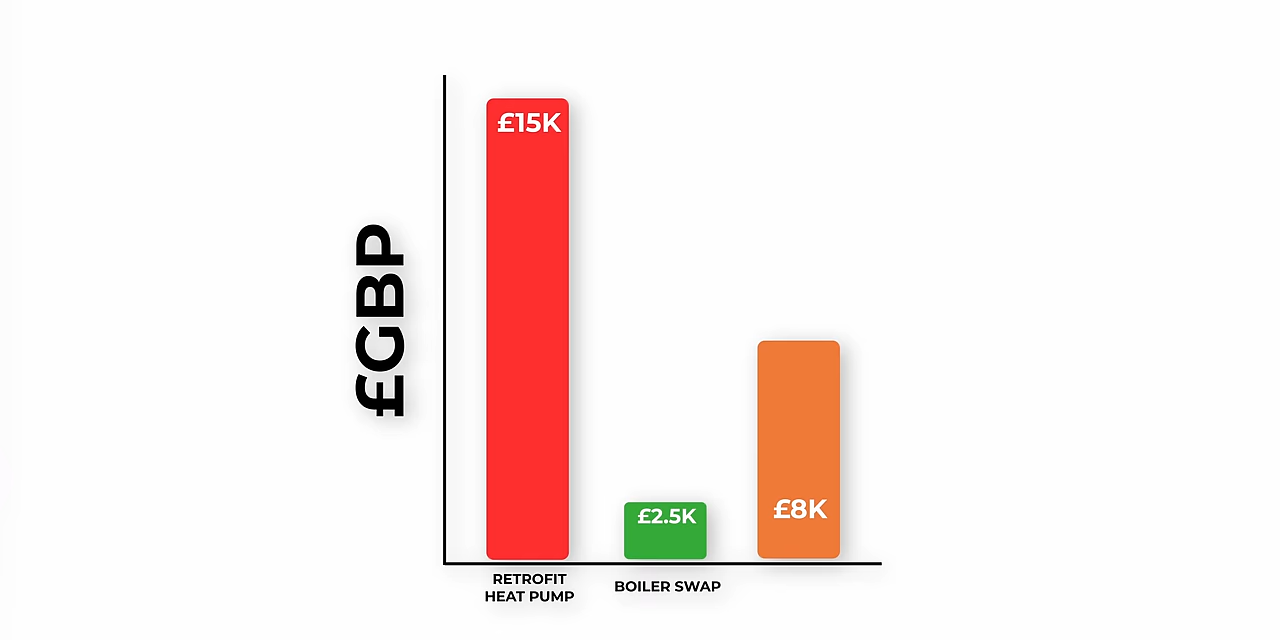 £GBP
£15K
£2.5K
£8K
RETROFIT
HEAT PUMP
BOILER SWAP